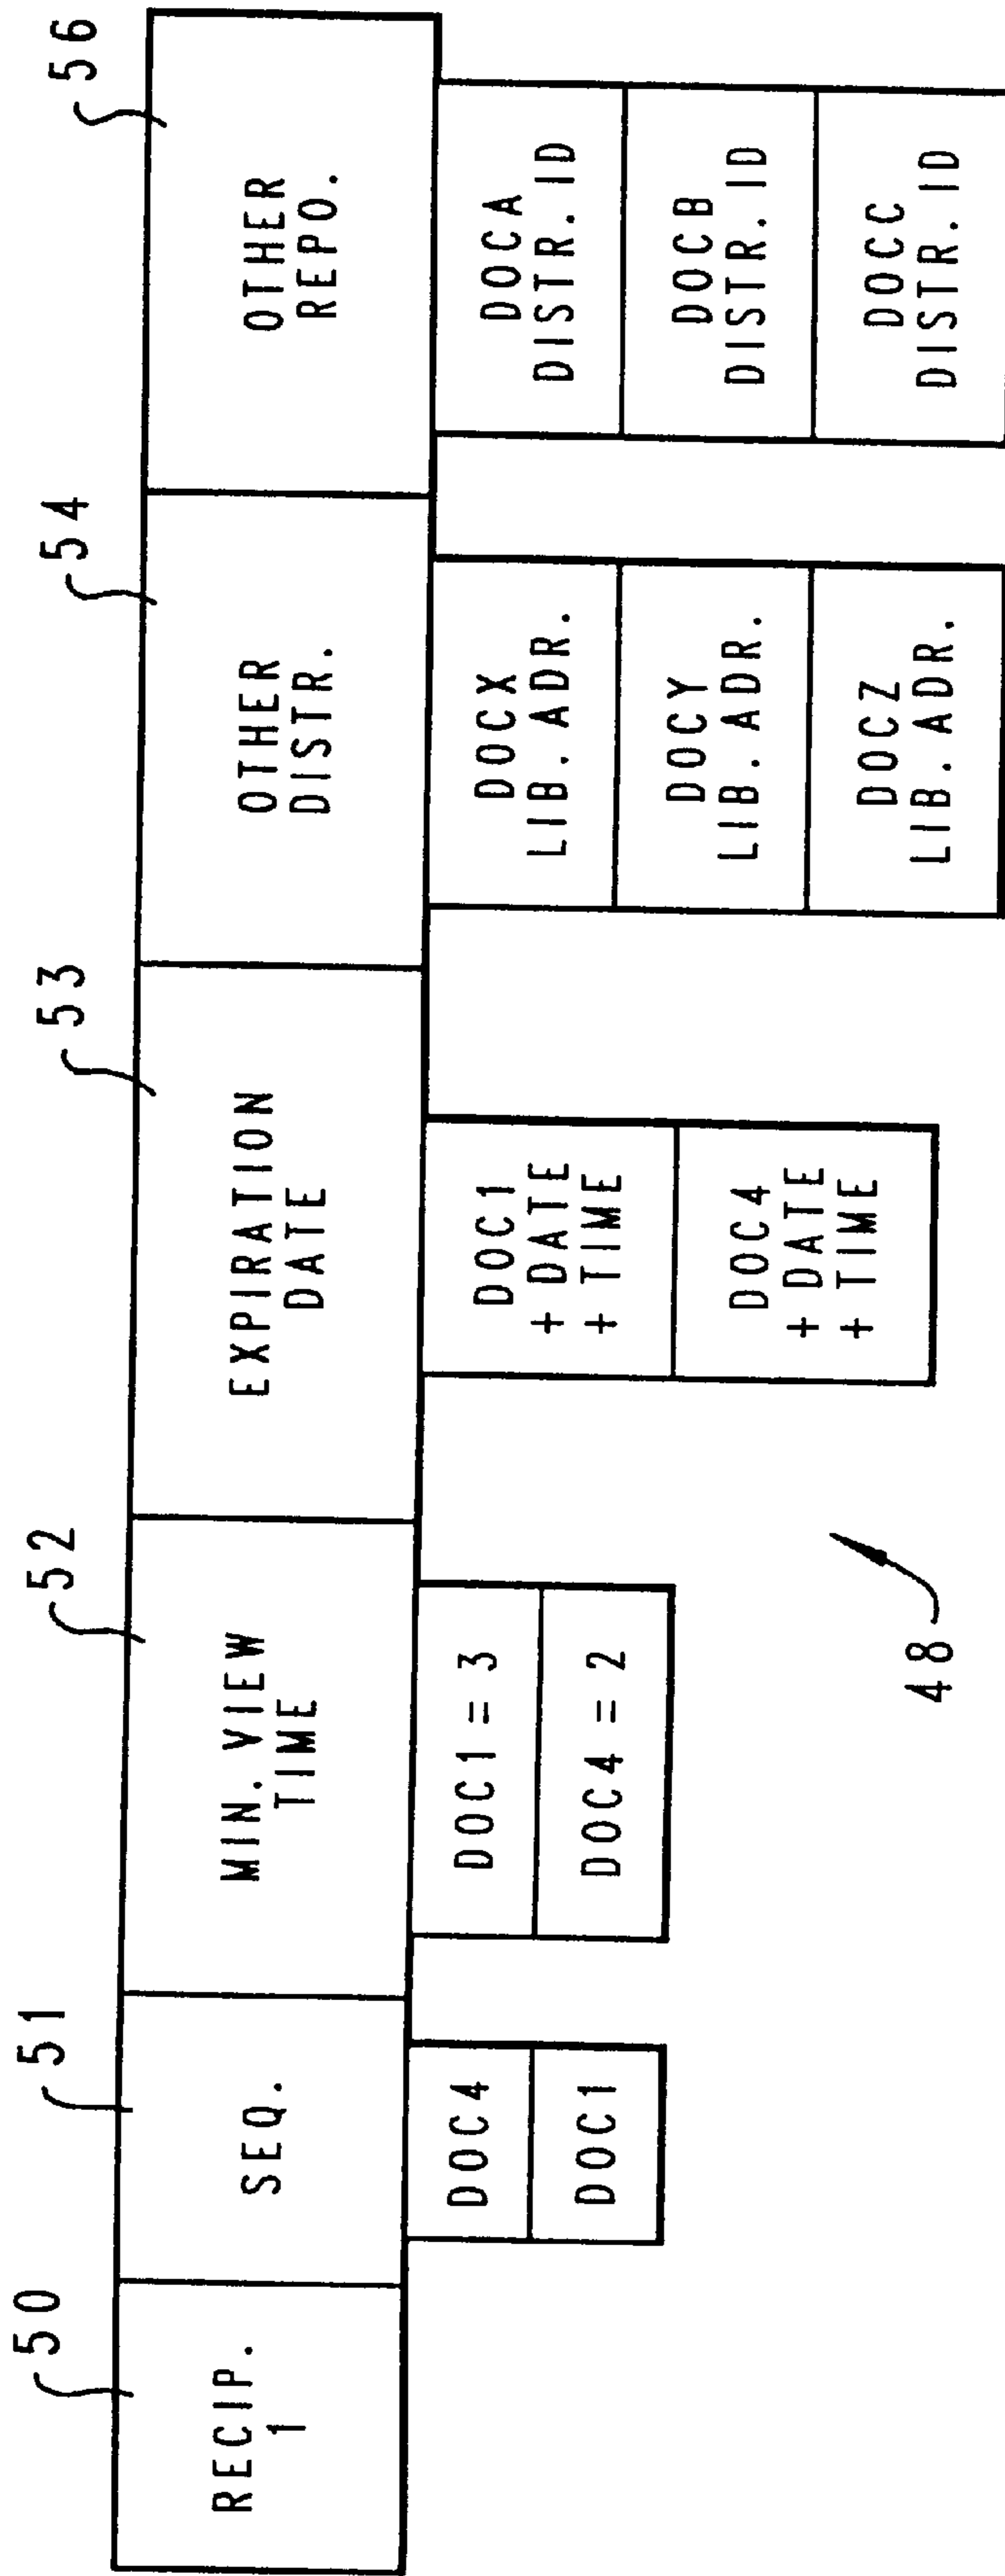 50
51
52
53
54
56
RECIP.
1
SEQ.
MIN. VIEW
TIME
EXPIRATION
DATE
OTHER
DISTR.
OTHER
REPO.
DOC4
DOC1
DOC1 = 3
DOC4 = 2
DOC1
+ DATE
+ TIME
DOC4
+ DATE
+ TIME
DOCX
LIB. ADR.
DOCY
LIB. ADR.
DOCZ
LIB. ADR.
DOCA
DISTR. ID
DOCB
DISTR. ID
DOCC
DISTR. ID
48